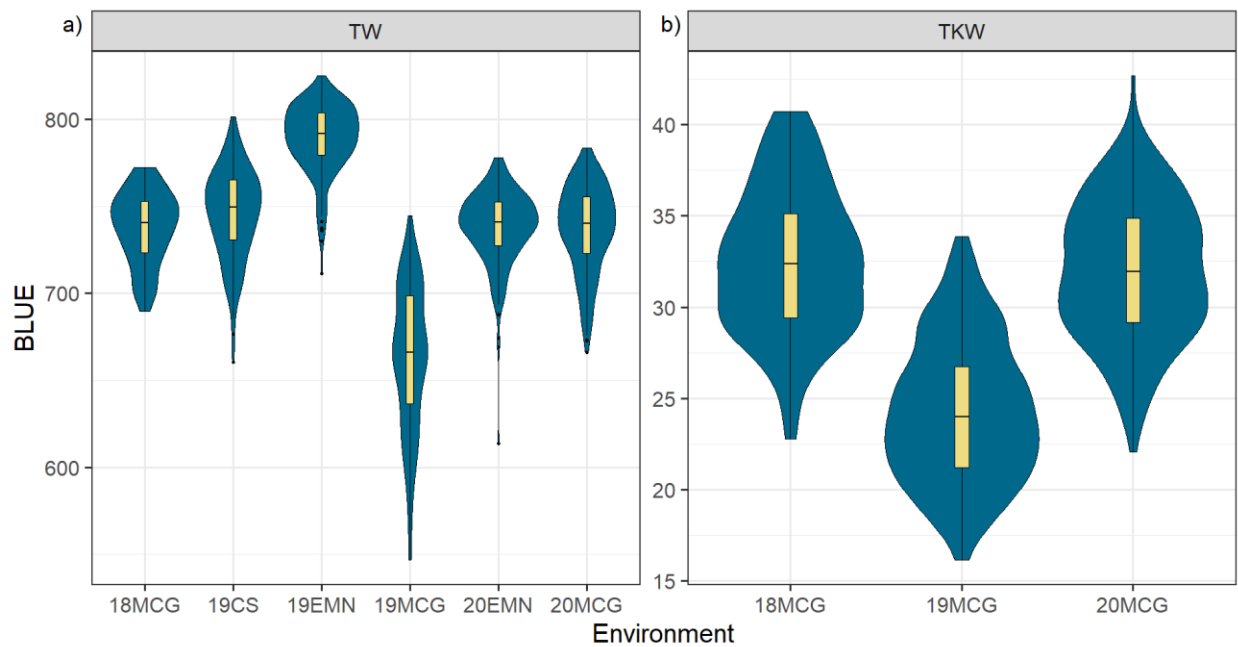 a)
TW
BLUE
800
700
600
18MCG 19CS 19EMN 19MCG 20EMN 20MCG
b)
TKW
40
35
30
25
20
15
18MCG 19MCG 20MCG
Environment